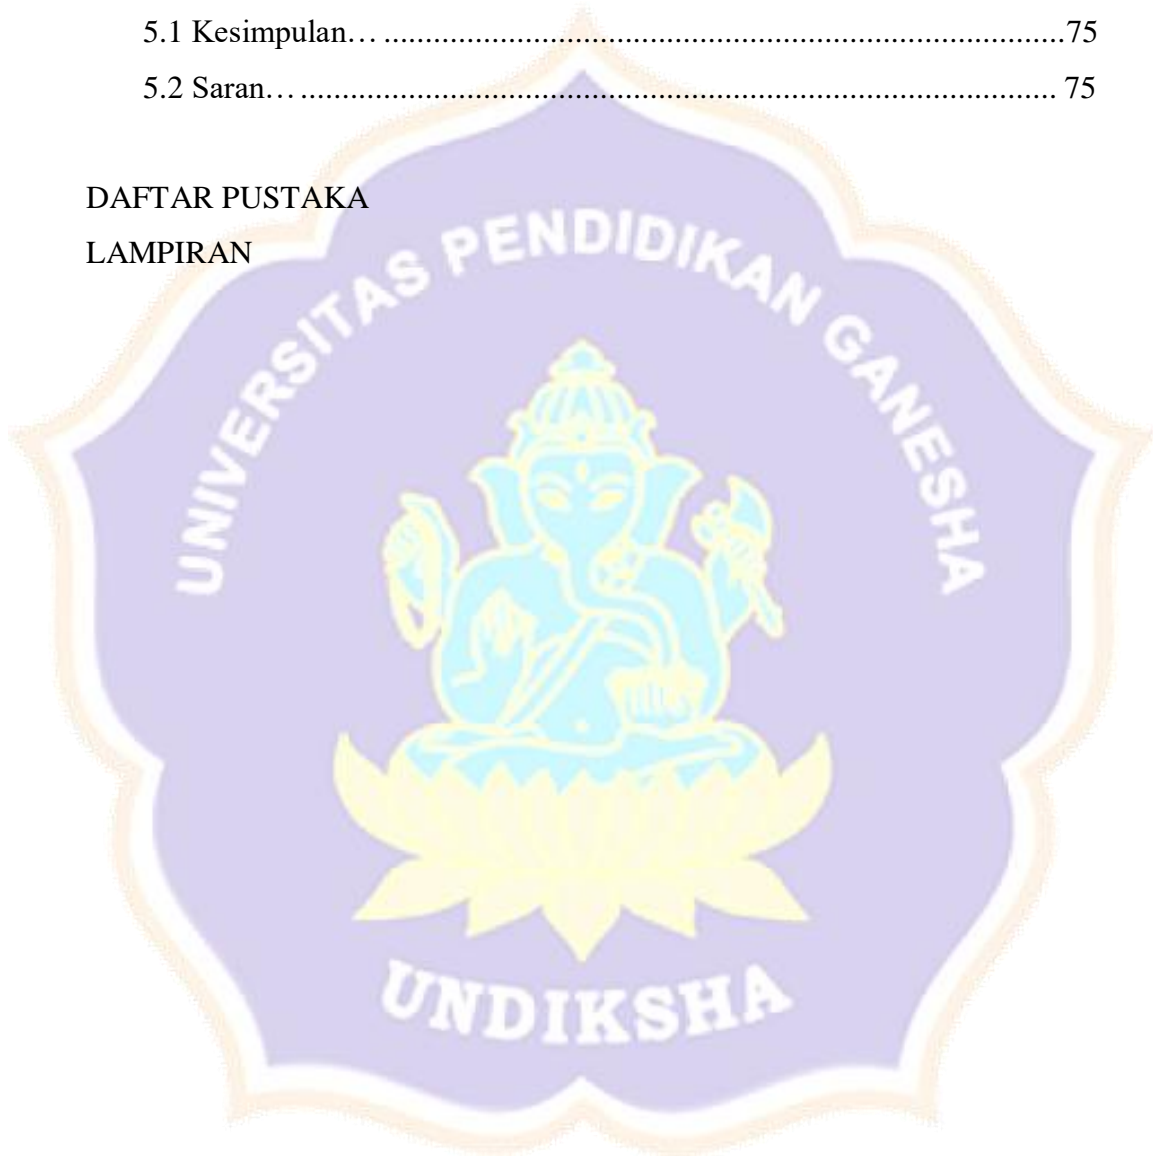 5.1 Kesimpulan… ...................................................................................75
5.2 Saran… ............................................................................................ 75
DAFTAR PUSTAKA
LAMPIRAN
UNIVERSITAS PENDIDIKAN GANESHA
UNDIKSHA